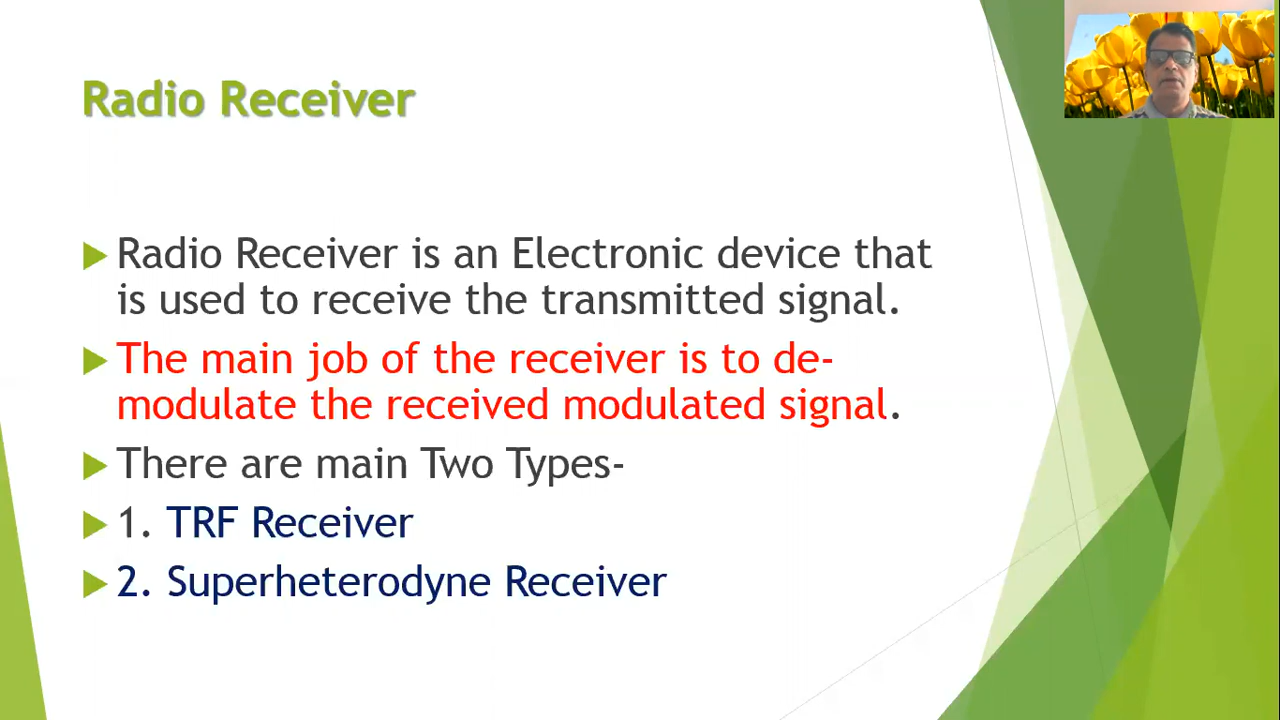 Radio Receiver
Radio Receiver is an Electronic device that
is used to receive the transmitted signal.
The main job of the receiver is to de-
modulate the received modulated signal.
There are main Two Types-
1. TRF Receiver
2. Superheterodyne Receiver